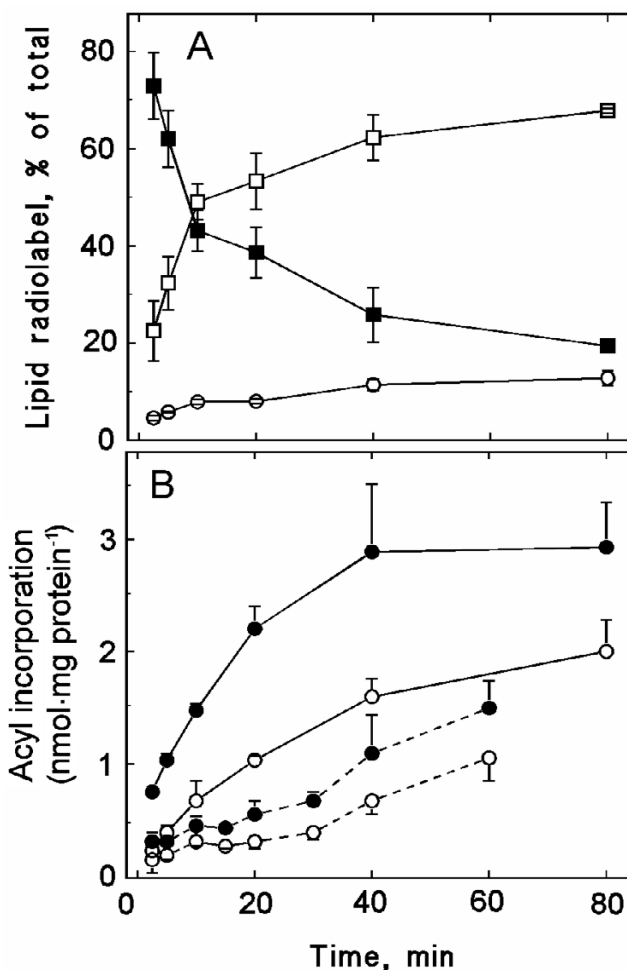 A
Lipid radiolabel, % of total
80
60
40
20
0
B
Acyl incorporation
(nmol·mg protein⁻¹)
3
2
1
0
0 20 40 60 80
Time, min